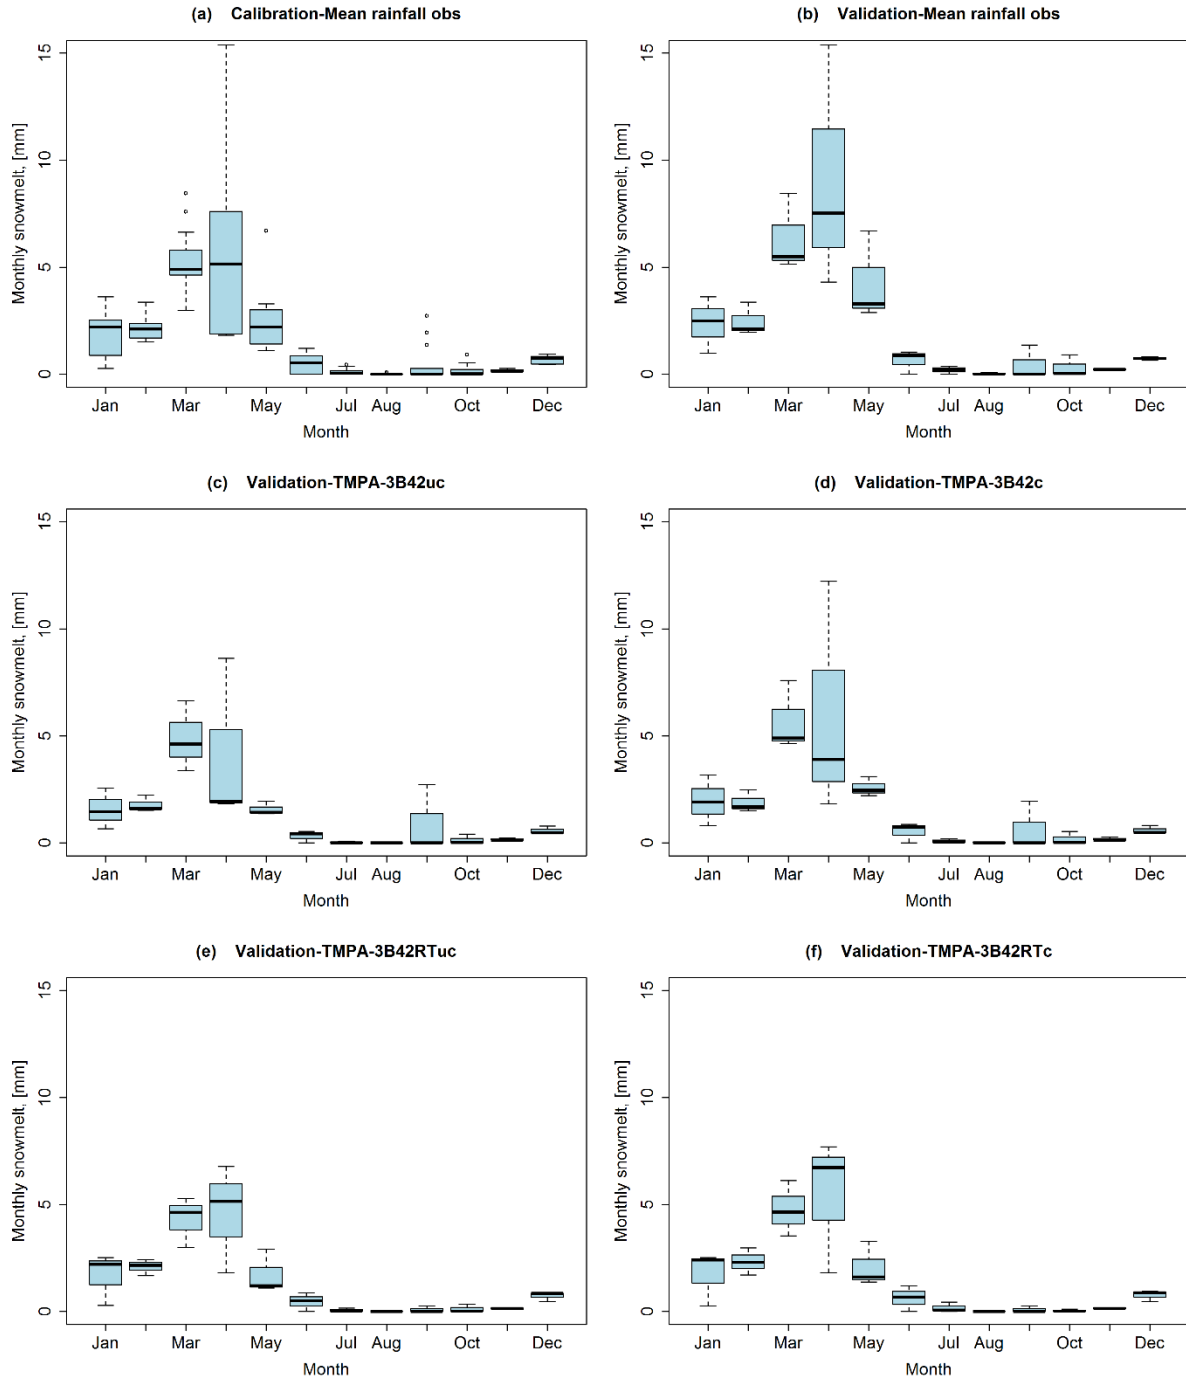 (a) Calibration-Mean rainfall obs
Monthly snowmelt, [mm]
15
10
5
0
Jan Mar May Jul Aug Oct Dec
Month
(b) Validation-Mean rainfall obs
Monthly snowmelt, [mm]
15
10
5
0
Jan Mar May Jul Aug Oct Dec
Month
(c) Validation-TMPA-3B42uc
Monthly snowmelt, [mm]
15
10
5
0
Jan Mar May Jul Aug Oct Dec
Month
(d) Validation-TMPA-3B42c
Monthly snowmelt, [mm]
15
10
5
0
Jan Mar May Jul Aug Oct Dec
Month
(e) Validation-TMPA-3B42RTuc
Monthly snowmelt, [mm]
15
10
5
0
Jan Mar May Jul Aug Oct Dec
Month
(f) Validation-TMPA-3B42RTc
Monthly snowmelt, [mm]
15
10
5
0
Jan Mar May Jul Aug Oct Dec
Month